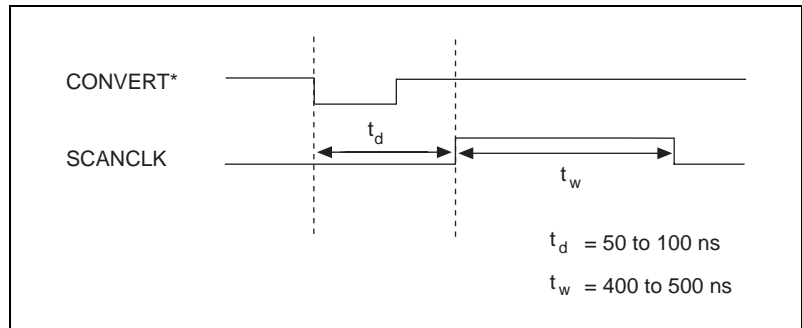 CONVERT*
t d
SCANCLK
t w
t d = 50 to 100 ns
t w = 400 to 500 ns